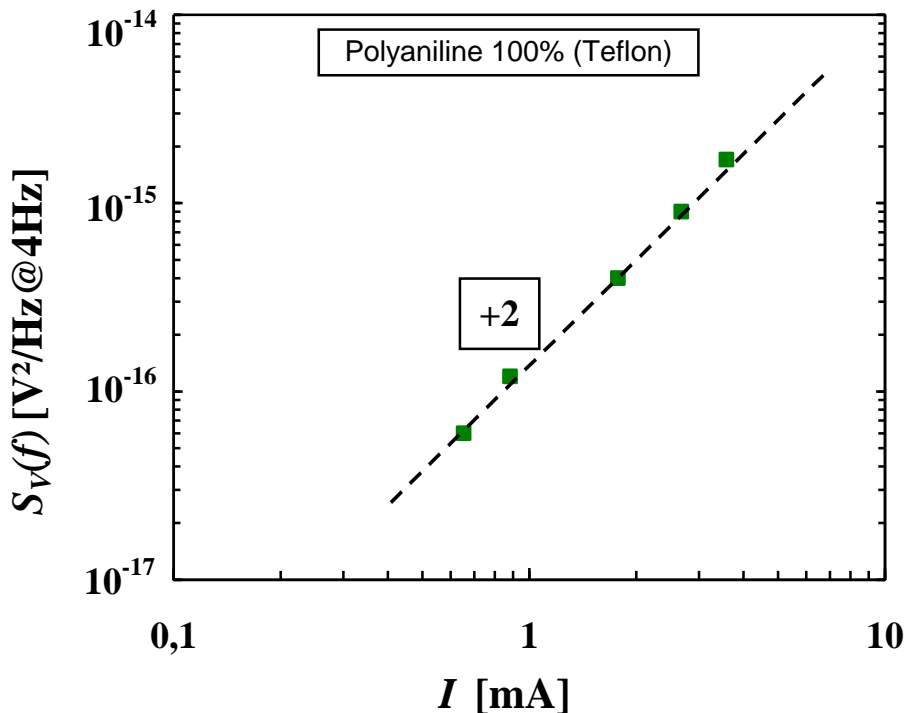 Polyaniline 100% (Teflon)
10⁻¹⁴
10⁻¹⁵
10⁻¹⁶
10⁻¹⁷
S_V(f) [V²/Hz@4Hz]
+2
0,1
1
10
I [mA]